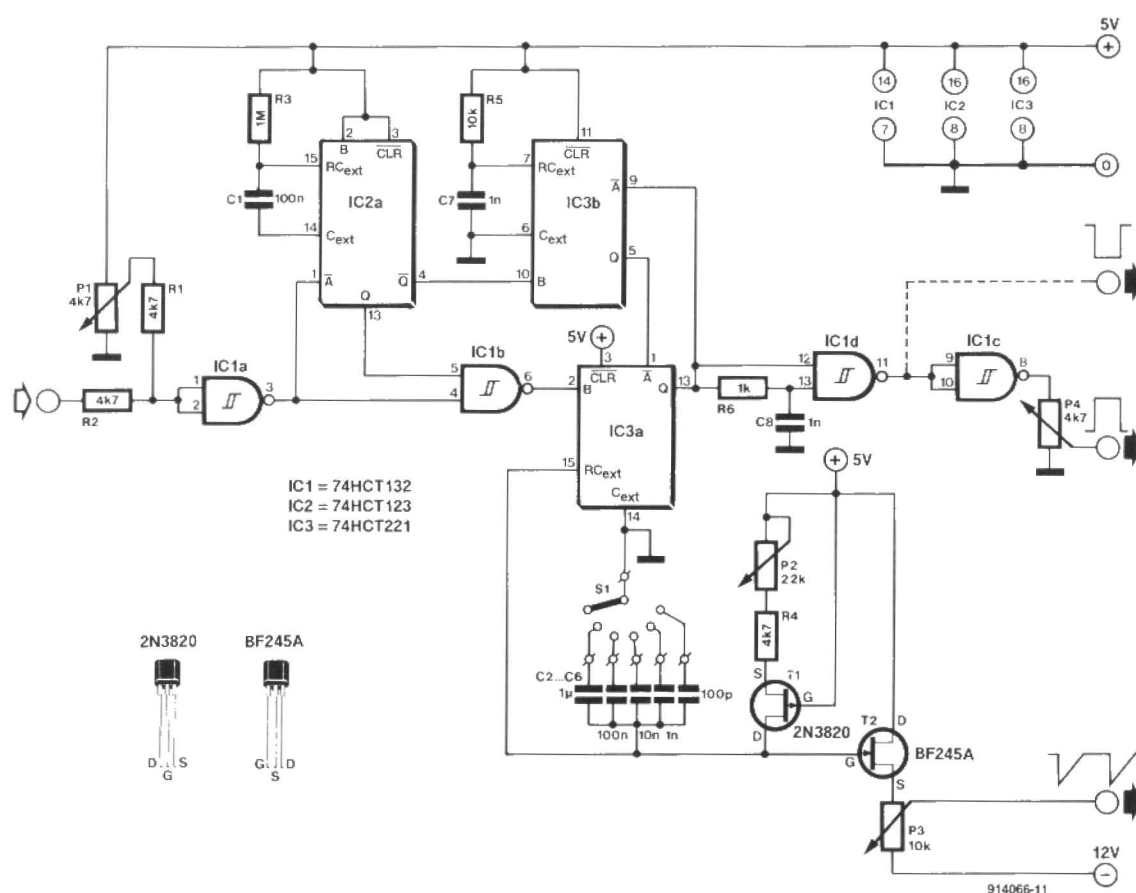 5V
+
14
16
16
IC1
IC2
IC3
7
8
8
0
R3
1M
2
3
B
CLR
15
RCext
IC2a
C1
100n
14
Cext
1
A
Q
4
Q
13
R5
10k
11
CLR
7
RCext
A
9
IC3b
C7
1n
6
Cext
Q
5
10
B
P1
4k7
R1
4k7
IC1a
1
2
3
R2
4k7
IC1b
5
4
6
5V
+
3
CLR
1
A
2
B
Q
13
IC3a
15
RCext
Cext
14
1k
R6
C8
1n
IC1d
12
13
11
IC1c
9
10
8
P4
4k7
IC1 = 74HCT132
IC2 = 74HCT123
IC3 = 74HCT221
5V
+
P2
22k
R4
4k7
S
T1
G
2N3820
D
S1
C2...C6
1µ
100n
10n
1n
100p
T2
D
G
BF245A
S
P3
10k
12V
−
2N3820
BF245A
D
G
S
G
S
D
914066-11